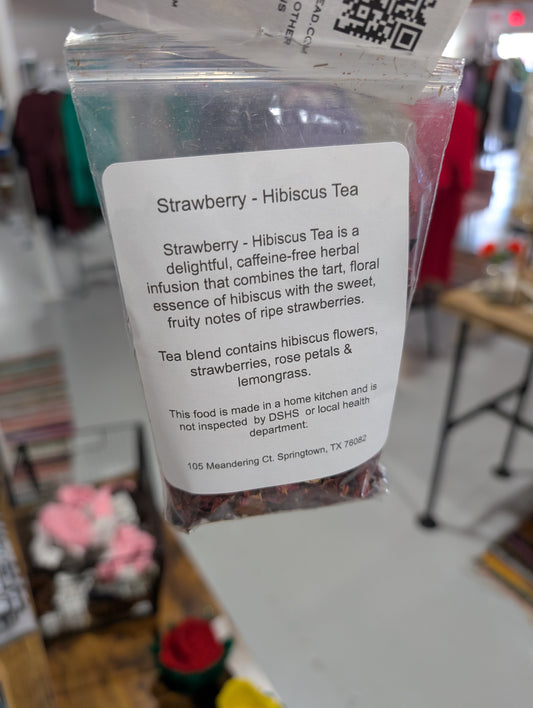 EAD.COM
OTHER
Strawberry - Hibiscus Tea
Strawberry - Hibiscus Tea is a
delightful, caffeine-free herbal
infusion that combines the tart, floral
essence of hibiscus with the sweet,
fruity notes of ripe strawberries.
Tea blend contains hibiscus flowers,
strawberries, rose petals &
lemongrass.
This food is made in a home kitchen and is
not inspected by DSHS or local health
department.
105 Meandering Ct. Springtown, TX 76082